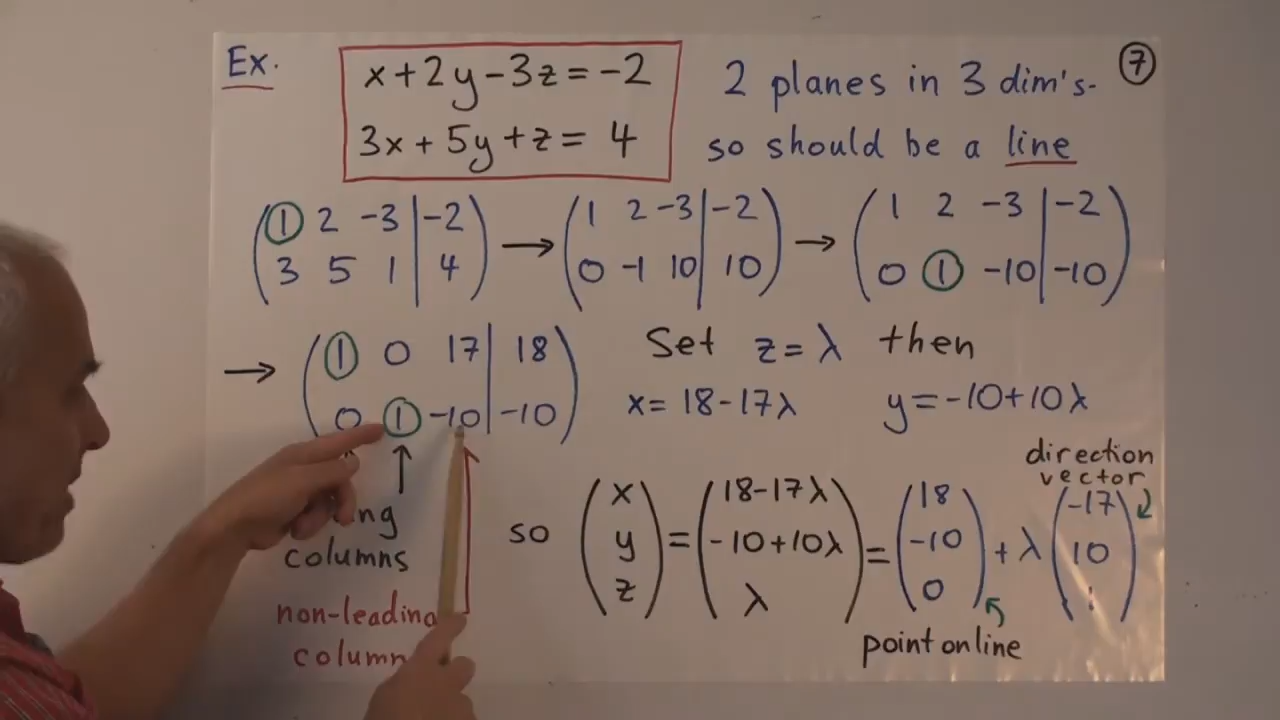 Ex.
x+2y-3z=-2
3x+5y+z=4
2 planes in 3 dim's-
so should be a line
7
(1 2 -3 | -2) → (1 2 -3 | -2) → (1 2 -3 | -2)
(3 5 1 | 4) (0 -1 10 | 10) (0 1 -10 | -10)
→ (1 0 17 | 18)
(0 1 -10 | -10)
Set z=λ then
x=18-17λ y=-10+10λ
columns
non-leading
so (x) = (18-17λ) = (18) + λ (-17)
(y) (-10+10λ) (-10) (10)
(z) (λ) (0)
direction
vector
point on line